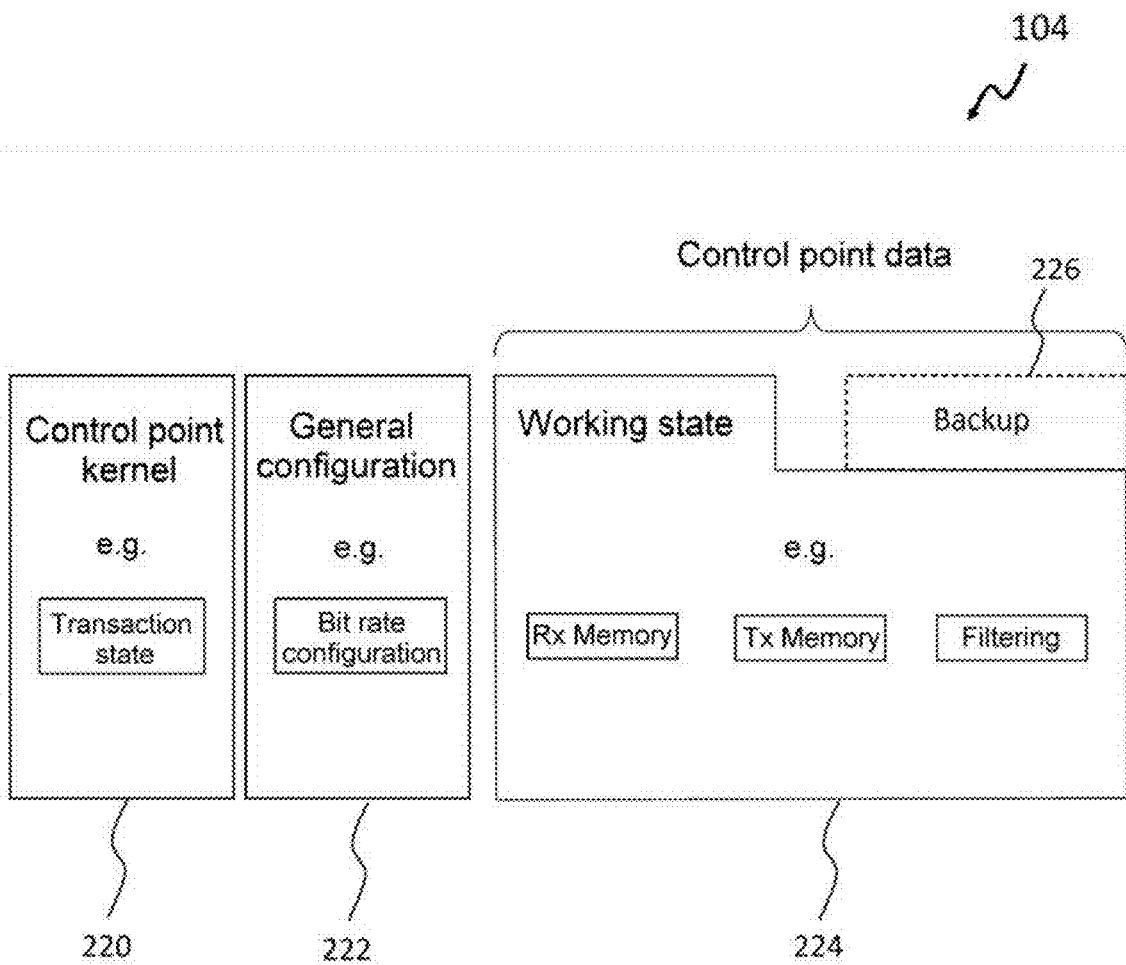 104
Control point data
226
Control point
kernel
e.g.
Transaction
state
General
configuration
e.g.
Bit rate
configuration
Working state
Backup
e.g.
Rx Memory
Tx Memory
Filtering
220
222
224